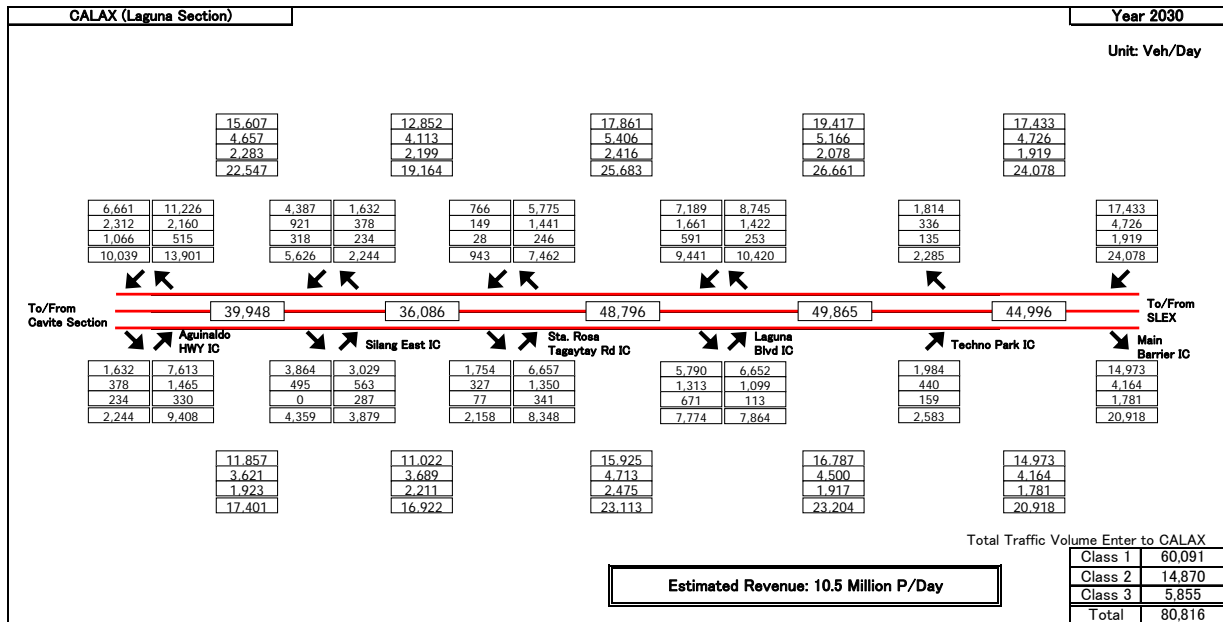 CALAX (Laguna Section)
Year 2030
Unit: Veh/Day
15,607 12,852 17,861 19,417 17,433
4,657 4,113 5,406 5,166 4,726
2,283 2,199 2,416 2,078 1,919
22,547 19,164 25,683 26,661 24,078
6,661 11,226 4,387 1,632 766 5,775 7,189 8,745 1,814 17,433
2,312 2,160 921 378 149 1,441 1,661 1,422 336 4,726
1,066 515 318 234 28 246 591 253 135 1,919
10,039 13,901 5,626 2,244 943 7,462 9,441 10,420 2,285 24,078
To/From
Cavite Section
39,948 36,086 48,796 49,865 44,996
To/From
SLEX
Aguinaldo
HWY IC
Silang East IC
Sta. Rosa
Tagaytay Rd IC
Laguna
Blvd IC
Techno Park IC
Main
Barrier IC
1,632 7,613 3,864 3,029 1,754 6,657 5,790 6,652 1,984 14,973
378 1,465 495 563 327 1,350 1,313 1,099 440 4,164
234 330 0 287 77 341 671 113 159 1,781
2,244 9,408 4,359 3,879 2,158 8,348 7,774 7,864 2,583 20,918
11,857 11,022 15,925 16,787 14,973
3,621 3,689 4,713 4,500 4,164
1,923 2,211 2,475 1,917 1,781
17,401 16,922 23,113 23,204 20,918
Total Traffic Volume Enter to CALAX
Class 1 60,091
Class 2 14,870
Class 3 5,855
Total 80,816
Estimated Revenue: 10.5 Million P/Day